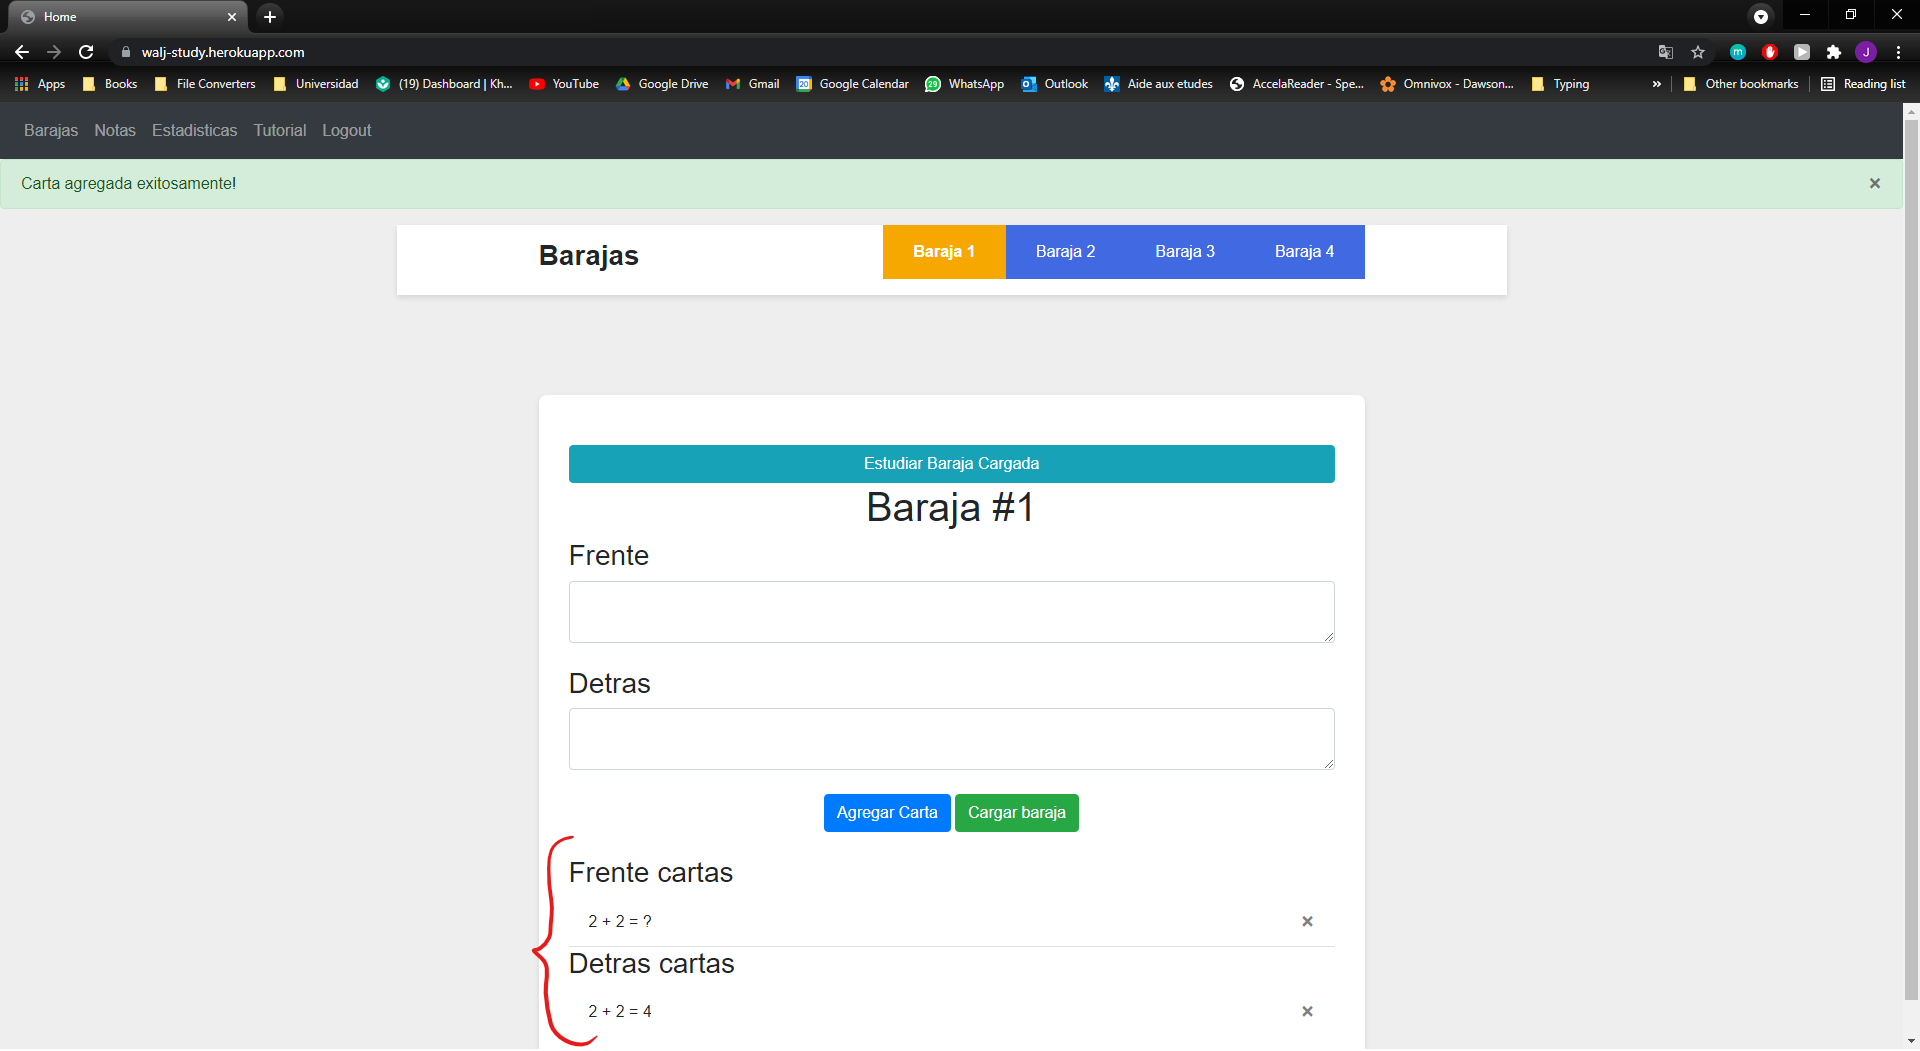 Home
walj-study.herokuapp.com
Apps Books File Converters Universidad (19) Dashboard | Kh... YouTube Google Drive Gmail 20 Google Calendar 29 WhatsApp Outlook Aide aux etudes AccelaReader - Spe... Omnivox - Dawson... Typing » Other bookmarks Reading list
Barajas Notas Estadisticas Tutorial Logout
Carta agregada exitosamente! ×
Barajas Baraja 1 Baraja 2 Baraja 3 Baraja 4
Estudiar Baraja Cargada
Baraja #1
Frente
Detras
Agregar Carta Cargar baraja
Frente cartas
2 + 2 = ? ×
Detras cartas
2 + 2 = 4 ×